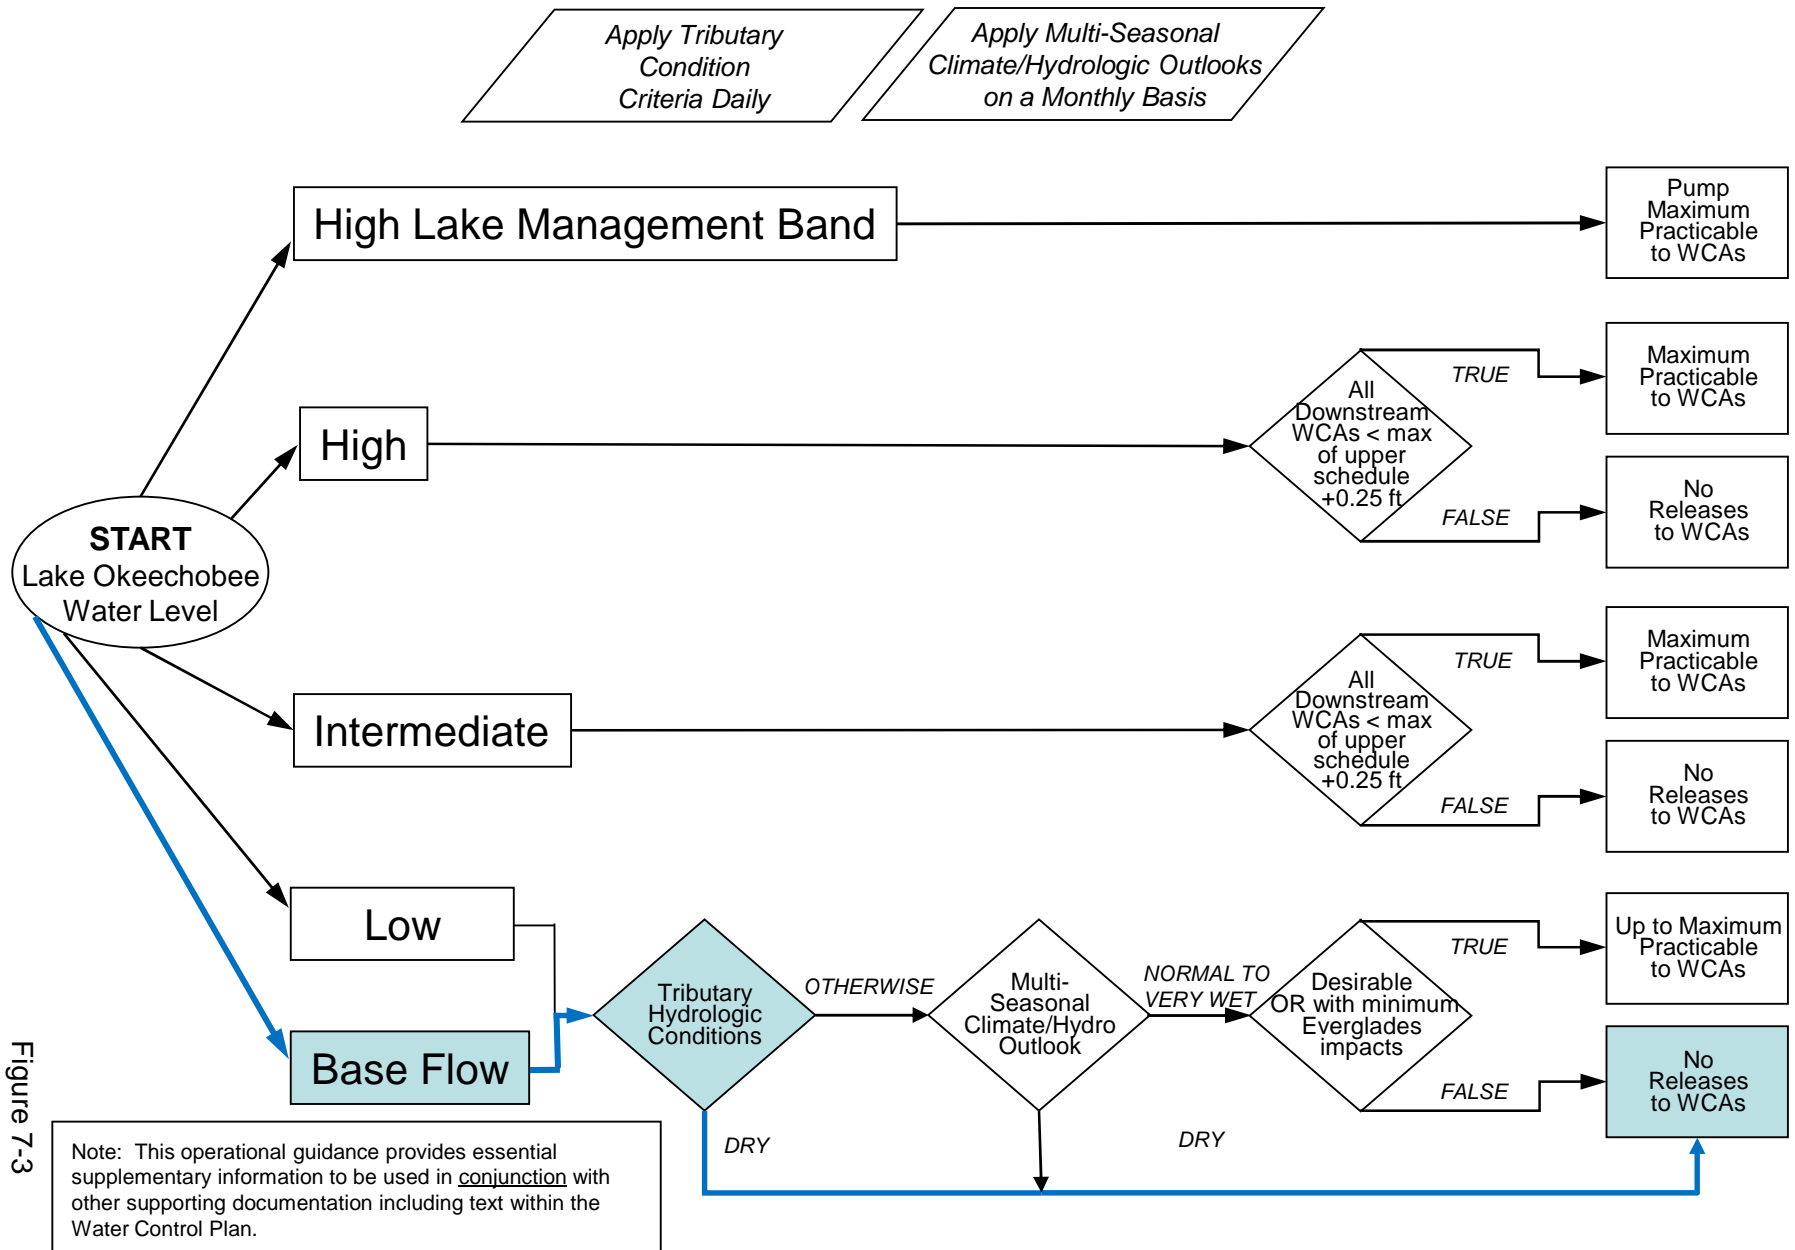 Apply Tributary
Condition
Criteria Daily
Apply Multi-Seasonal
Climate/Hydrologic Outlooks
on a Monthly Basis
High Lake Management Band
Pump
Maximum
Practicable
to WCAs
High
All
Downstream
WCAs < max
of upper
schedule
+0.25 ft
TRUE
Maximum
Practicable
to WCAs
FALSE
No
Releases
to WCAs
START
Lake Okeechobee
Water Level
Intermediate
All
Downstream
WCAs < max
of upper
schedule
+0.25 ft
TRUE
Maximum
Practicable
to WCAs
FALSE
No
Releases
to WCAs
Low
Base Flow
Tributary
Hydrologic
Conditions
OTHERWISE
Multi-
Seasonal
Climate/Hydro
Outlook
NORMAL TO
VERY WET
Desirable
OR with minimum
Everglades
impacts
TRUE
Up to Maximum
Practicable
to WCAs
FALSE
No
Releases
to WCAs
DRY
DRY
Note: This operational guidance provides essential
supplementary information to be used in conjunction with
other supporting documentation including text within the
Water Control Plan.
Figure 7-3